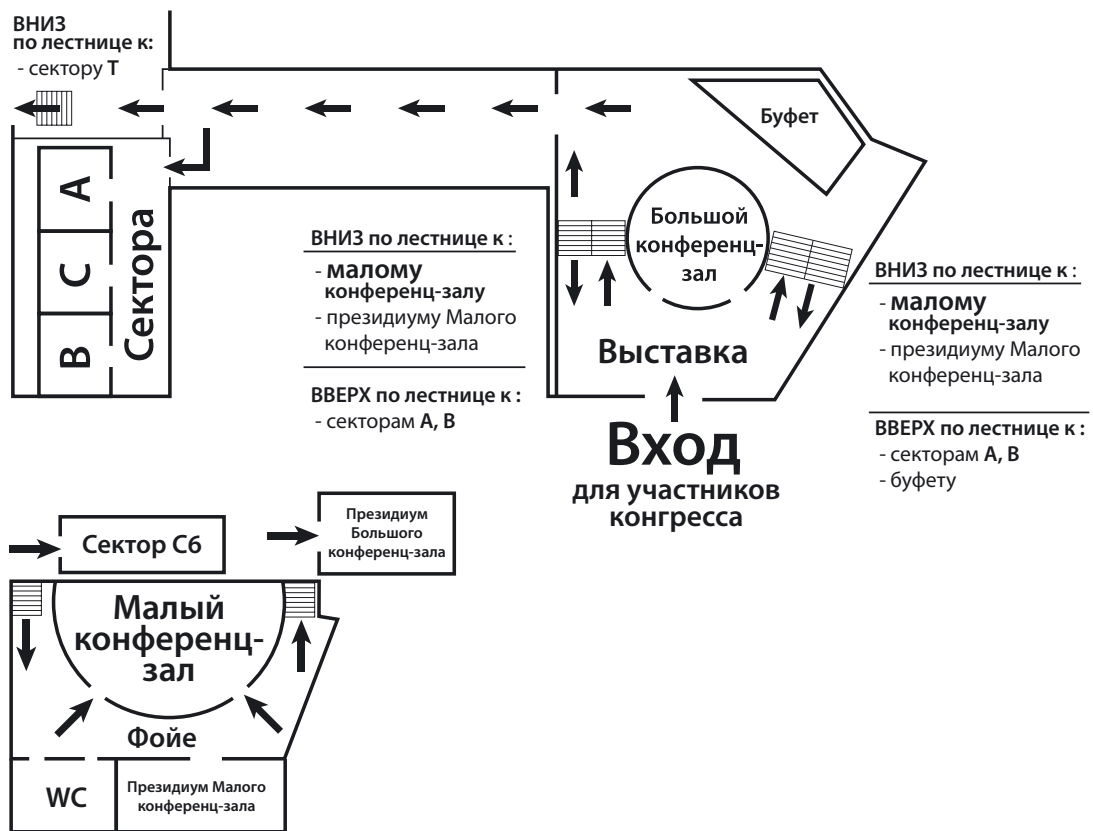 ВНИЗ
по лестнице к:
- сектору Т
Буфет
А
С
В
Сектора
Большой
конференц-
зал
ВНИЗ по лестнице к :
- малому
конференц-залу
- президиуму Малого
конференц-зала
ВВЕРХ по лестнице к :
- секторам А, В
Выставка
ВНИЗ по лестнице к :
- малому
конференц-залу
- президиуму Малого
конференц-зала
ВВЕРХ по лестнице к :
- секторам А, В
- буфету
Вход
для участников
конгресса
Сектор С6
Президиум
Большого
конференц-зала
Малый
конференц-
зал
Фойе
WC
Президиум Малого
конференц-зала